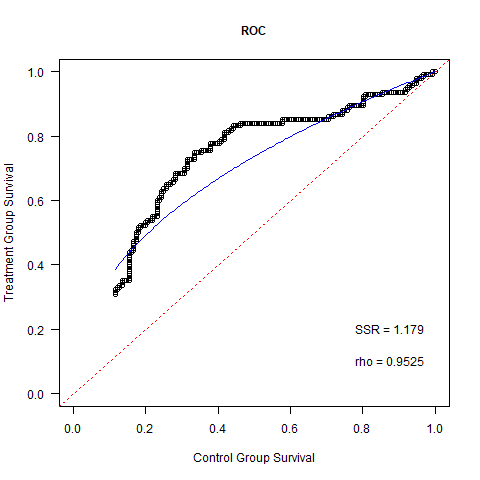 ROC
Treatment Group Survival
1.0
0.8
0.6
0.4
0.2
0.0
SSR = 1.179
rho = 0.9525
0.0 0.2 0.4 0.6 0.8 1.0
Control Group Survival